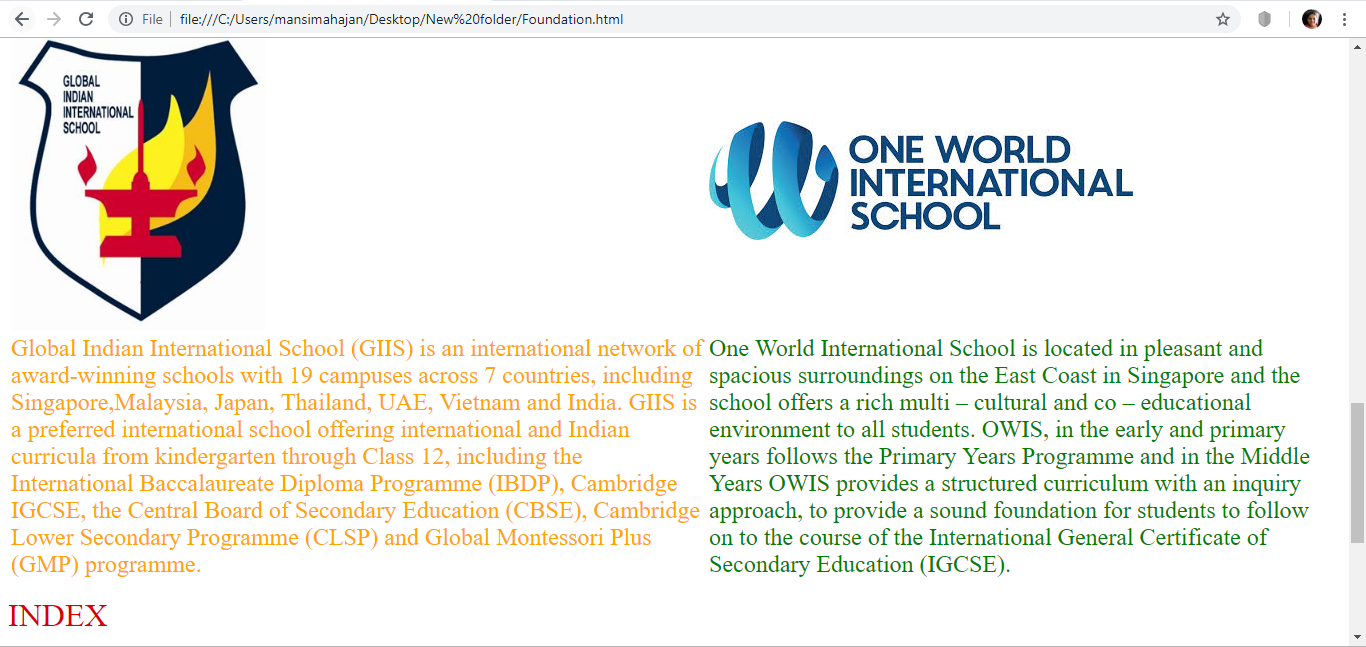 File | file:///C:/Users/mansimahajan/Desktop/New%20folder/Foundation.html
GLOBAL
INDIAN
INTERNATIONAL
SCHOOL
ONE WORLD
INTERNATIONAL
SCHOOL
Global Indian International School (GIIS) is an international network of
award-winning schools with 19 campuses across 7 countries, including
Singapore,Malaysia, Japan, Thailand, UAE, Vietnam and India. GIIS is
a preferred international school offering international and Indian
curricula from kindergarten through Class 12, including the
International Baccalaureate Diploma Programme (IBDP), Cambridge
IGCSE, the Central Board of Secondary Education (CBSE), Cambridge
Lower Secondary Programme (CLSP) and Global Montessori Plus
(GMP) programme.
One World International School is located in pleasant and
spacious surroundings on the East Coast in Singapore and the
school offers a rich multi – cultural and co – educational
environment to all students. OWIS, in the early and primary
years follows the Primary Years Programme and in the Middle
Years OWIS provides a structured curriculum with an inquiry
approach, to provide a sound foundation for students to follow
on to the course of the International General Certificate of
Secondary Education (IGCSE).
INDEX